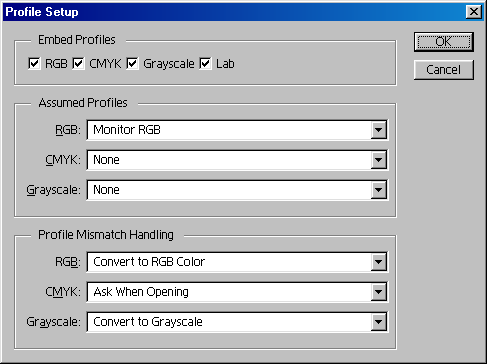 Profile Setup
Embed Profiles
RGB CMYK Grayscale Lab
OK
Cancel
Assumed Profiles
RGB: Monitor RGB
CMYK: None
Grayscale: None
Profile Mismatch Handling
RGB: Convert to RGB Color
CMYK: Ask When Opening
Grayscale: Convert to Grayscale